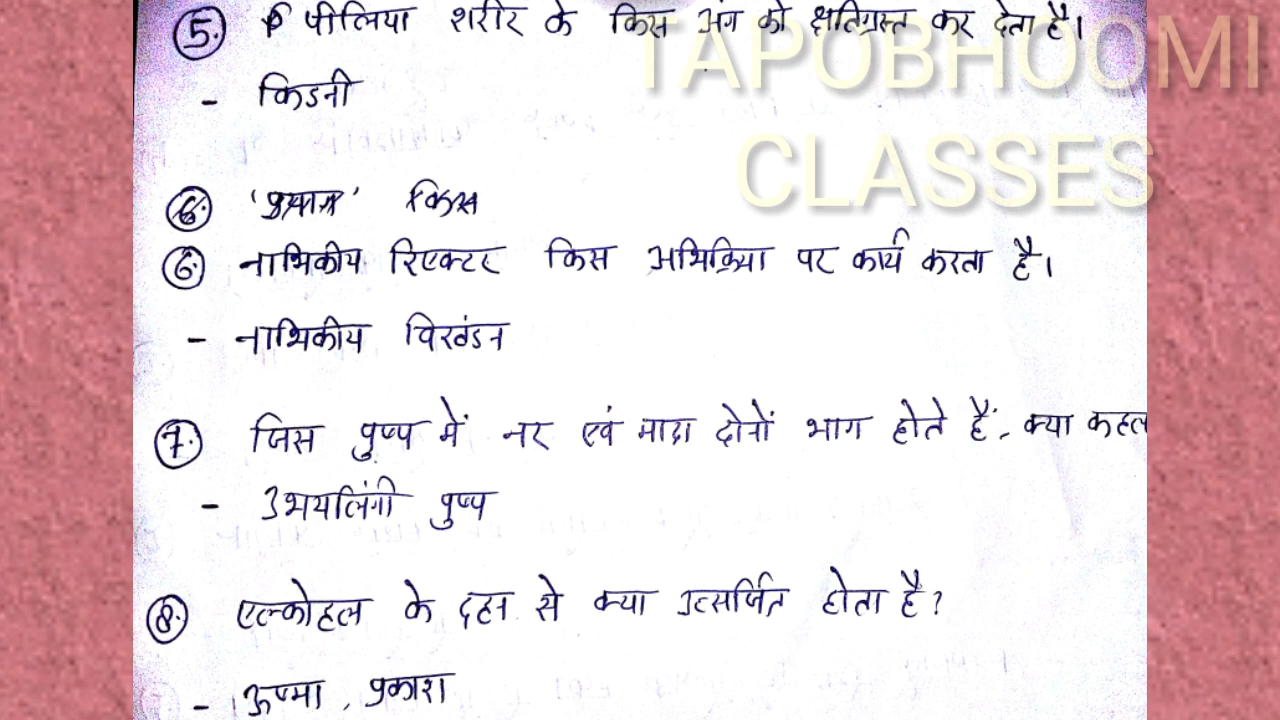 5. पीलिया शरीर के किस अंग को क्षतिग्रस्त कर देता है।
TAPOBHOOMI
- किडनी
CLASSES
6. किस
6. नाभिकीय रिएक्टर किस अभिक्रिया पर कार्य करता है।
- नाभिकीय विखंडन
7. जिस पुष्प में नर एवं मादा दोनों भाग होते हैं, क्या कहल
- उभयलिंगी पुष्प
8. एल्कोहल के दहन से क्या उत्सर्जित होता है?
- ऊष्मा, प्रकाश